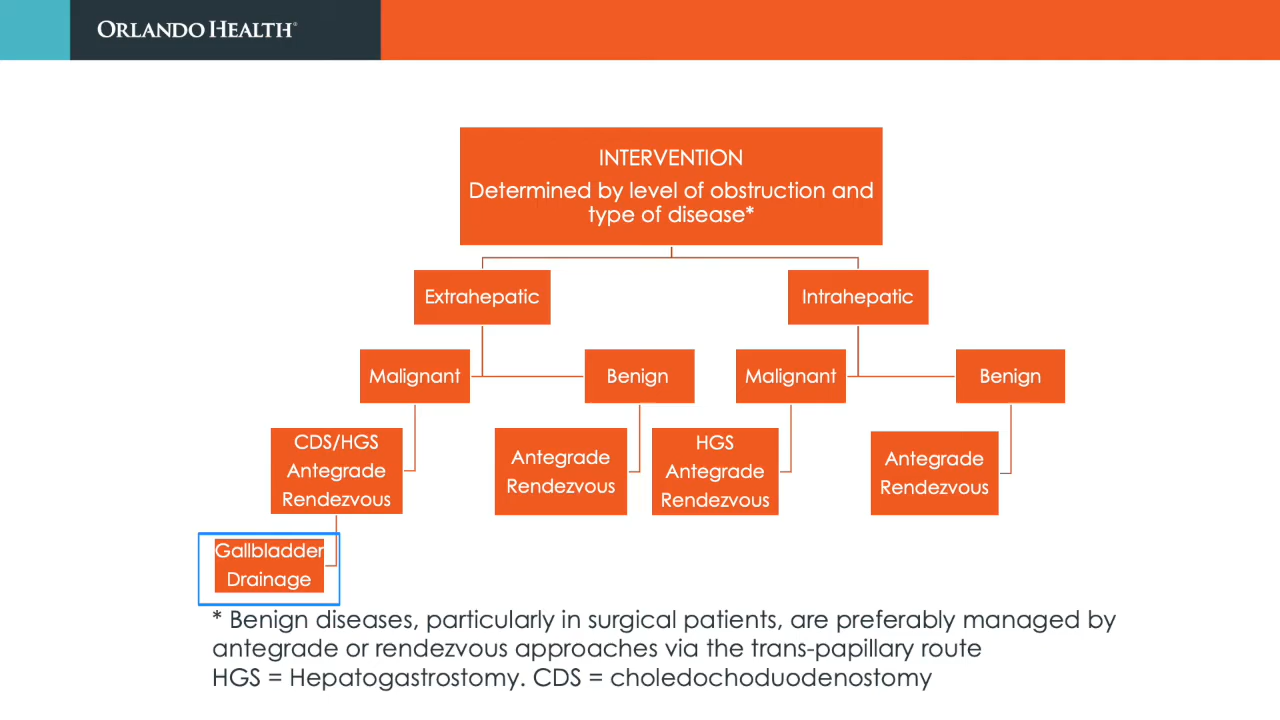 ORLANDO HEALTH®
INTERVENTION
Determined by level of obstruction and
type of disease*
Extrahepatic
Intrahepatic
Malignant
Benign
Malignant
Benign
CDS/HGS
Antegrade
Rendezvous
Antegrade
Rendezvous
HGS
Antegrade
Rendezvous
Antegrade
Rendezvous
Gallbladder
Drainage
* Benign diseases, particularly in surgical patients, are preferably managed by
antegrade or rendezvous approaches via the trans-papillary route
HGS = Hepatogastrostomy. CDS = choledochoduodenostomy